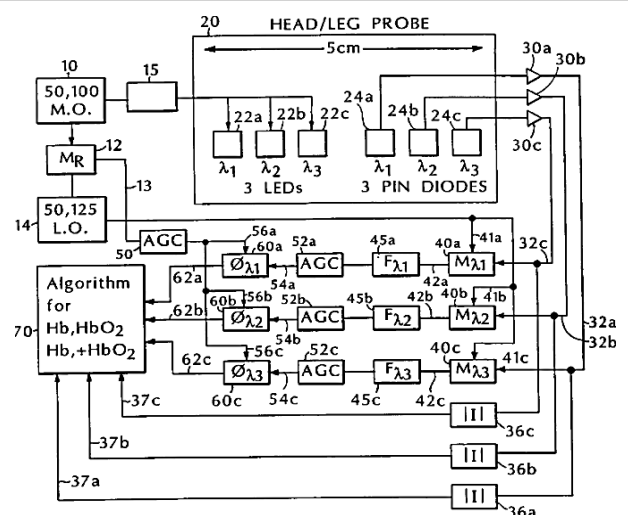 20 HEAD/LEG PROBE
5cm
30a 30b
10 15
50,100 M.O.
22a 22b 22c 24a 24b 24c
30c
12
MR
λ1 λ2 λ3 λ1 λ2 λ3
3 LEDs 3 PIN DIODES
13
14 50,125 L.O.
50 AGC
56a 60a 52a 45a 40a 41a 32c
Øλ1 AGC Fλ1 Mλ1
62a 54a 42a
Algorithm for Hb,HbO2 Hb,+HbO2
70
56b 52b 45b 42b 40b 41b
62b 60b Øλ2 AGC Fλ2 Mλ2
54b
32a
32b
56c 52c 40c 41c
62c Øλ3 AGC Fλ3 Mλ3
60c 54c 45c 42c
37c |I| 36c
37b |I| 36b
37a |I| 36a